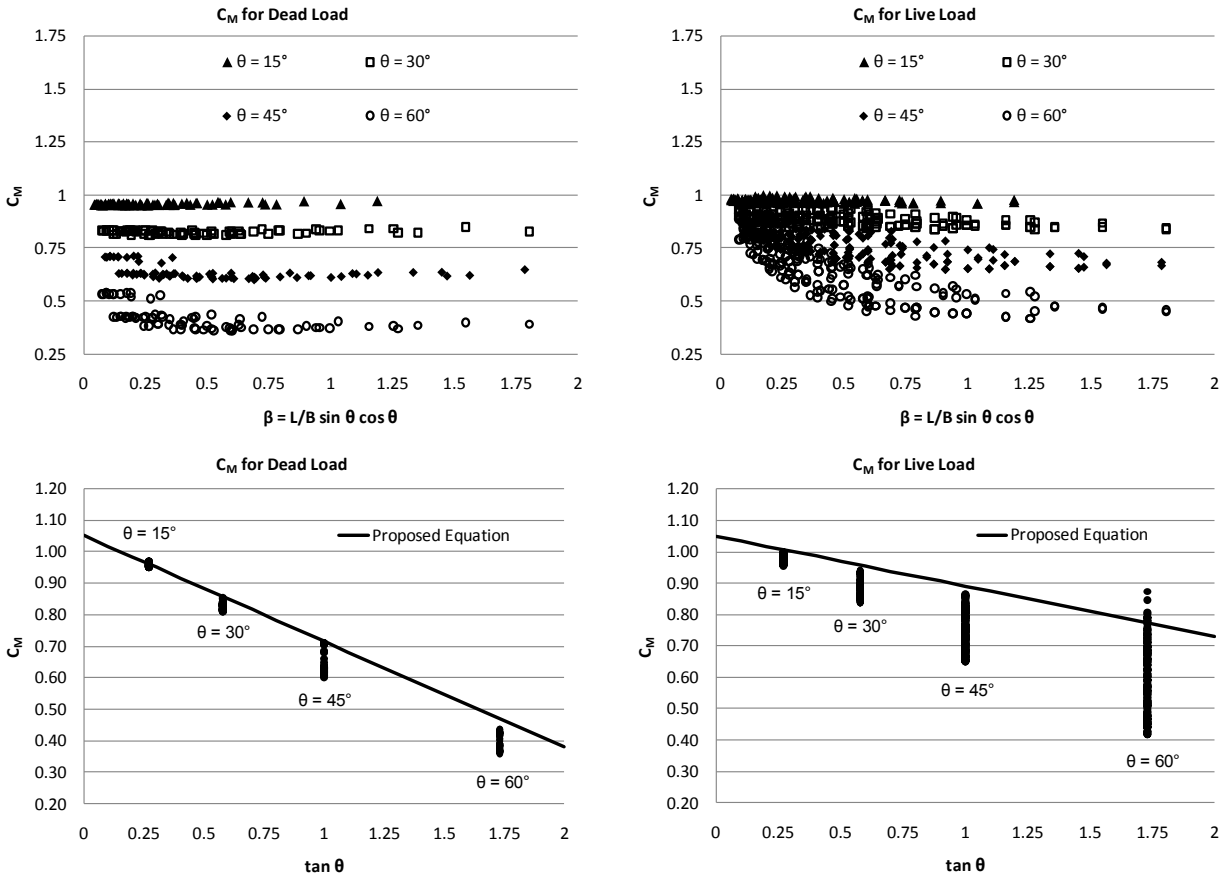 C_M for Dead Load
1.75
1.5
1.25
1
0.75
0.5
0.25
C_M
θ = 15°
θ = 30°
θ = 45°
θ = 60°
0 0.25 0.5 0.75 1 1.25 1.5 1.75 2
β = L/B sin θ cos θ
C_M for Live Load
1.75
1.5
1.25
1
0.75
0.5
0.25
C_M
θ = 15°
θ = 30°
θ = 45°
θ = 60°
0 0.25 0.5 0.75 1 1.25 1.5 1.75 2
β = L/B sin θ cos θ
C_M for Dead Load
1.20
1.10
1.00
0.90
0.80
0.70
0.60
0.50
0.40
0.30
0.20
C_M
Proposed Equation
θ = 15°
θ = 30°
θ = 45°
θ = 60°
0 0.25 0.5 0.75 1 1.25 1.5 1.75 2
tan θ
C_M for Live Load
1.20
1.10
1.00
0.90
0.80
0.70
0.60
0.50
0.40
0.30
0.20
C_M
Proposed Equation
θ = 15°
θ = 30°
θ = 45°
θ = 60°
0 0.25 0.5 0.75 1 1.25 1.5 1.75 2
tan θ